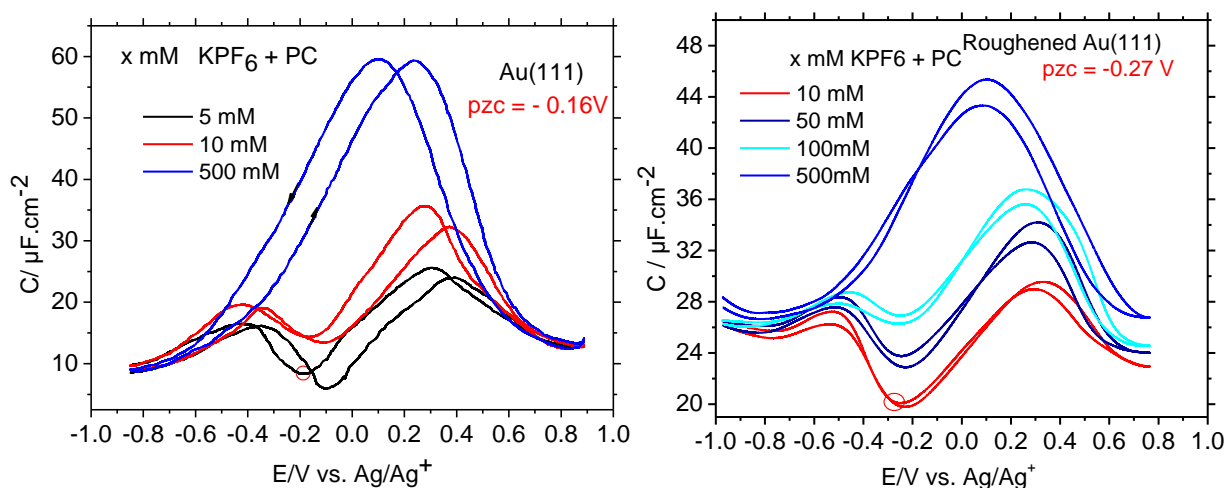 x mM KPF6 + PC
Au(111)
pzc = - 0.16V
5 mM
10 mM
500 mM
60
50
40
30
20
10
C/ µF.cm-2
-1.0 -0.8 -0.6 -0.4 -0.2 0.0 0.2 0.4 0.6 0.8 1.0
E/V vs. Ag/Ag+
Roughened Au(111)
x mM KPF6 + PC
pzc = -0.27 V
10 mM
50 mM
100mM
500mM
48
44
40
36
32
28
24
20
C / µF.cm-2
-1.0 -0.8 -0.6 -0.4 -0.2 0.0 0.2 0.4 0.6 0.8 1.0
E/V vs. Ag/Ag+